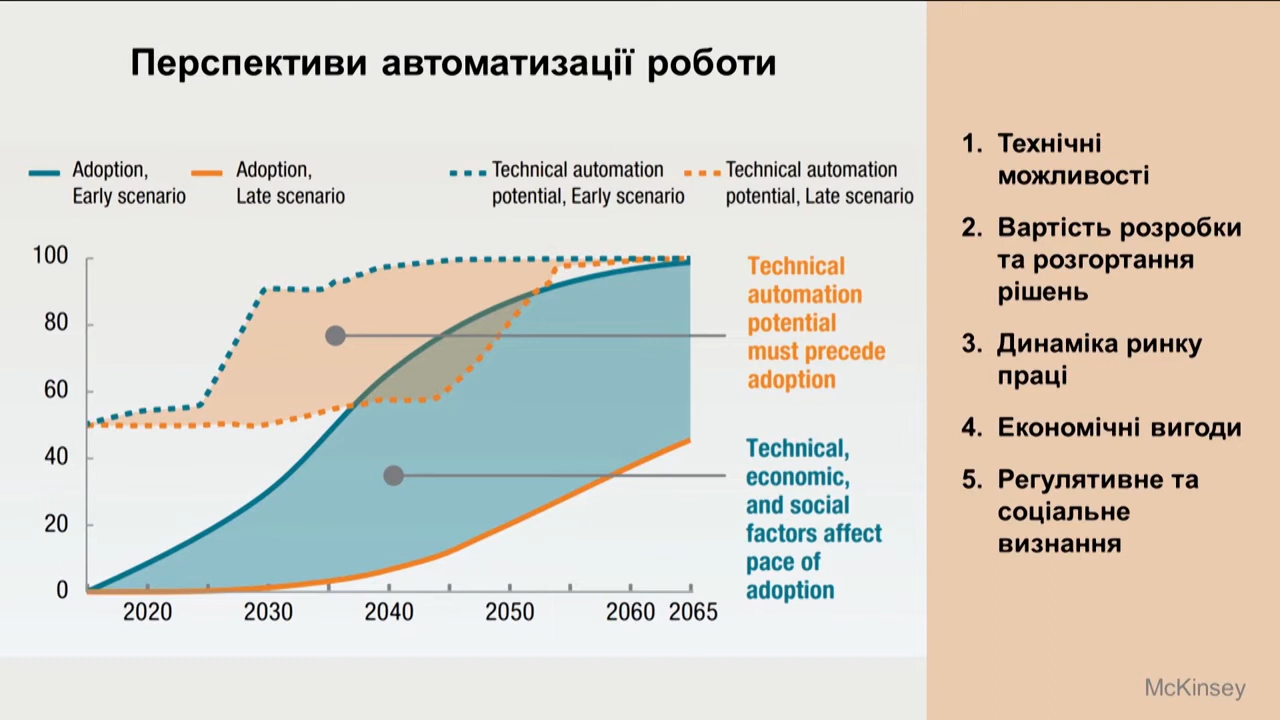 Перспективи автоматизації роботи
Adoption,
Early scenario
Adoption,
Late scenario
Technical automation
potential, Early scenario
Technical automation
potential, Late scenario
100
80
60
40
20
0
2020 2030 2040 2050 2060 2065
Technical
automation
potential
must precede
adoption
Technical,
economic,
and social
factors affect
pace of
adoption
1. Технічні
можливості
2. Вартість розробки
та розгортання
рішень
3. Динаміка ринку
праці
4. Економічні вигоди
5. Регулятивне та
соціальне
визнання
McKinsey